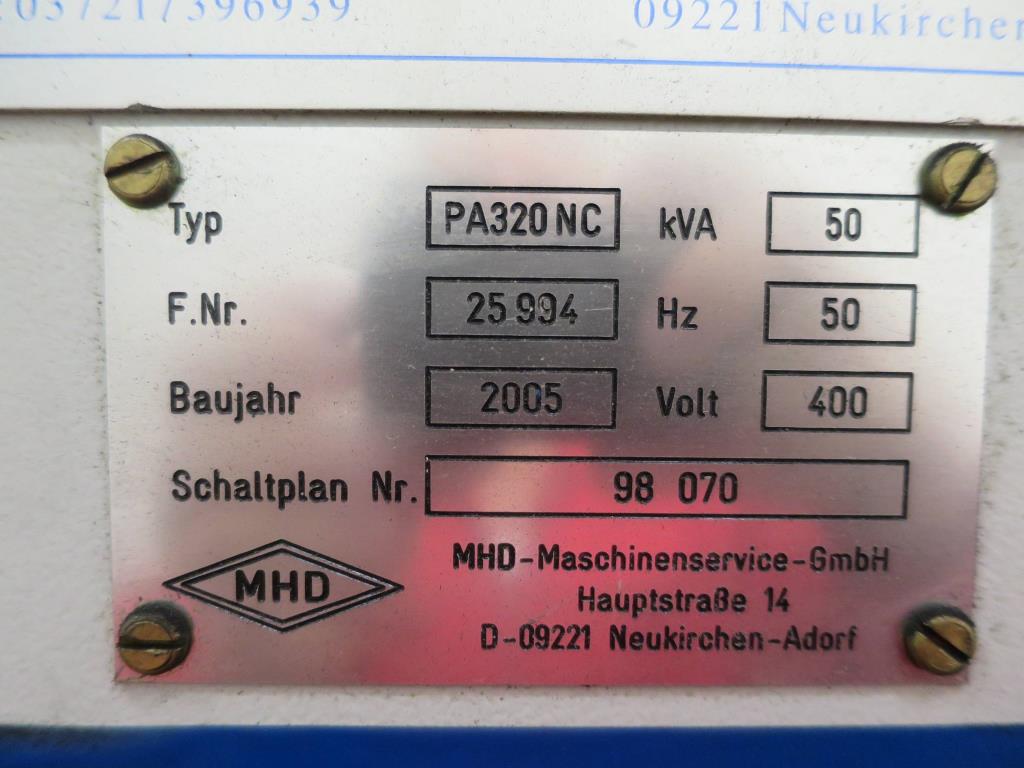 037217396939
09221 Neukirchen
Typ PA320 NC kVA 50
F.Nr. 25 994 Hz 50
Baujahr 2005 Volt 400
Schaltplan Nr. 98 070
MHD
MHD-Maschinenservice-GmbH
Hauptstraße 14
D-09221 Neukirchen-Adorf